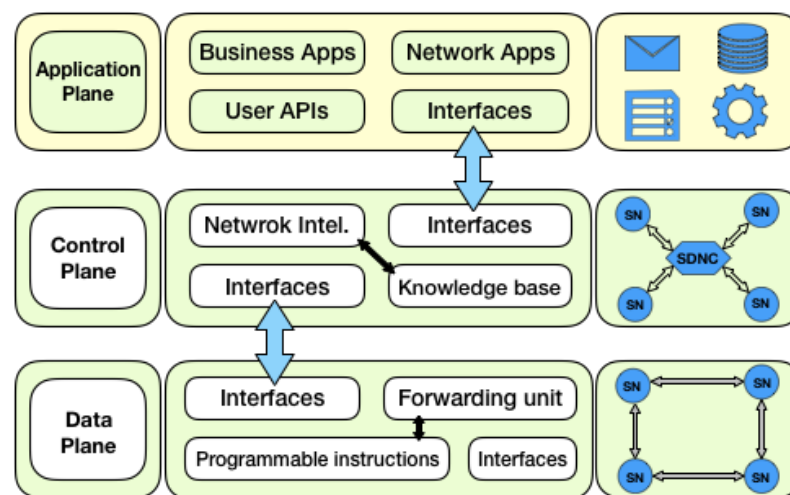 Application
Plane
Business Apps
Network Apps
User APIs
Interfaces
Control
Plane
Netwrok Intel.
Interfaces
Interfaces
Knowledge base
SN
SN
SDNC
SN
SN
Data
Plane
Interfaces
Forwarding unit
Programmable instructions
Interfaces
SN
SN
SN
SN